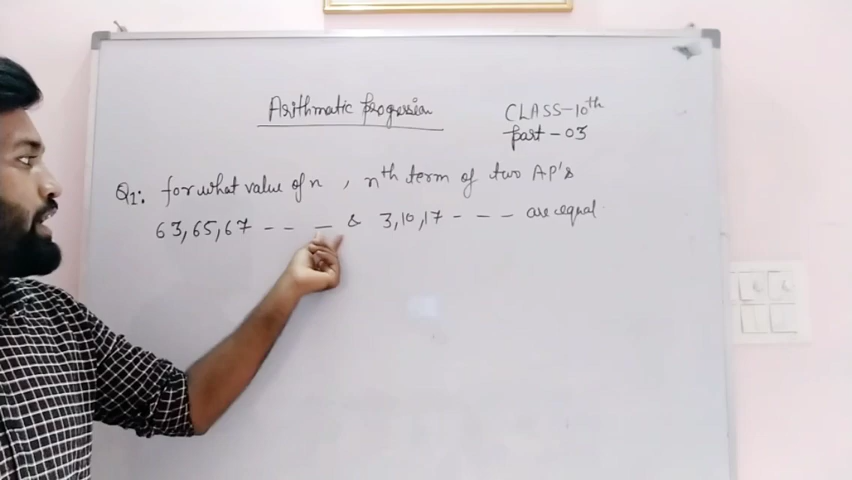 Arithmatic Progression
CLASS-10th
part - 03
Q1: for what value of n, nth term of two AP's
63,65,67 -- — & 3,10,17 - - - are equal.